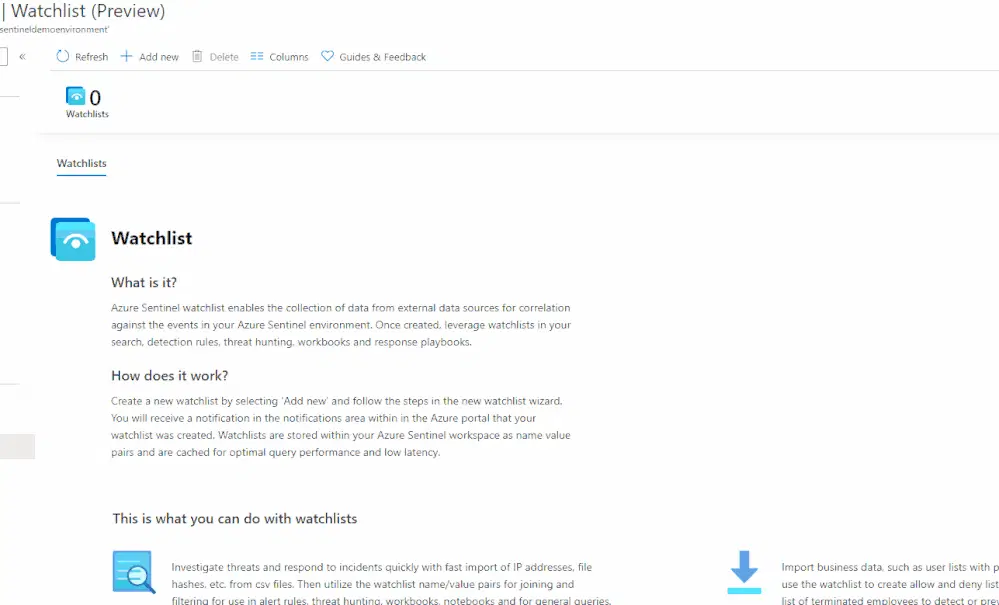 | Watchlist (Preview)
sentineldemoenvironment'
« Refresh Add new Delete Columns Guides & Feedback
0
Watchlists
Watchlists
Watchlist
What is it?
Azure Sentinel watchlist enables the collection of data from external data sources for correlation
against the events in your Azure Sentinel environment. Once created, leverage watchlists in your
search, detection rules, threat hunting, workbooks and response playbooks.
How does it work?
Create a new watchlist by selecting 'Add new' and follow the steps in the new watchlist wizard.
You will receive a notification in the notifications area within in the Azure portal that your
watchlist was created. Watchlists are stored within your Azure Sentinel workspace as name value
pairs and are cached for optimal query performance and low latency.
This is what you can do with watchlists
Investigate threats and respond to incidents quickly with fast import of IP addresses, file
hashes, etc. from csv files. Then utilize the watchlist name/value pairs for joining and
filtering for use in alert rules, threat hunting, workbooks, notebooks and for general queries.
Import business data, such as user lists with p
use the watchlist to create allow and deny list
list of terminated employees to detect or prev